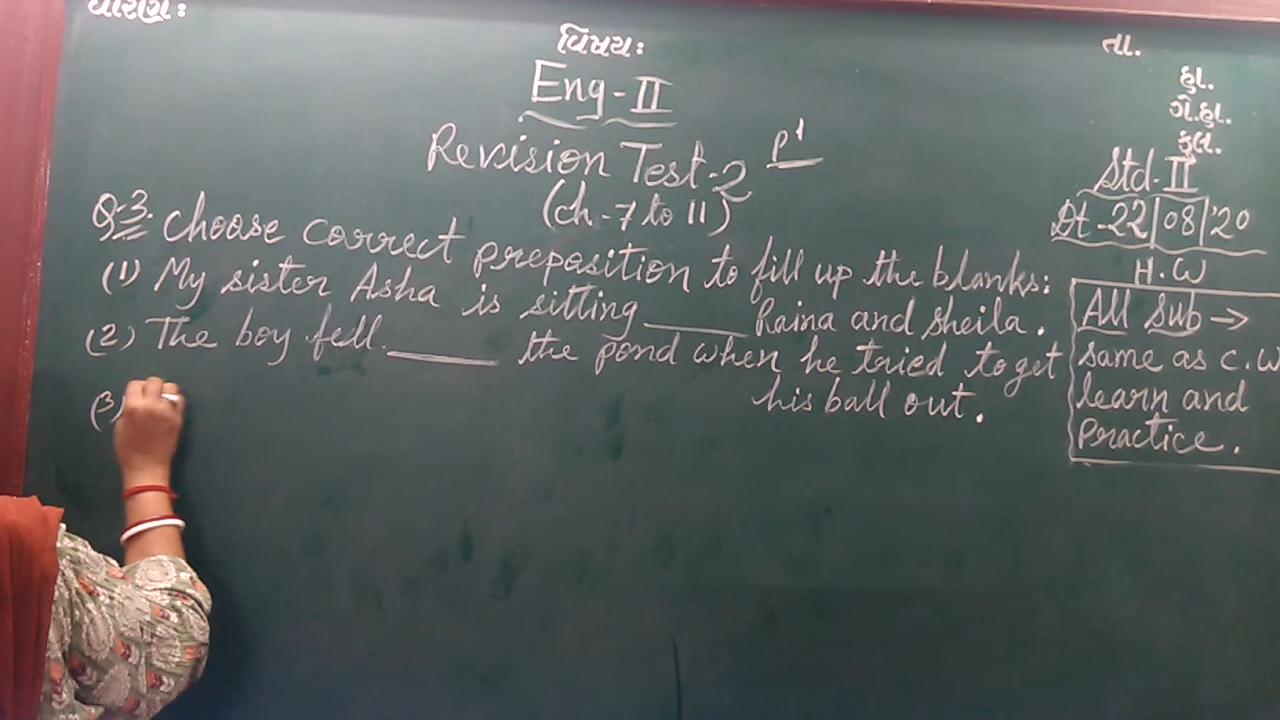 ધોરણ:
વિષય:
તા.
હા.
ગે.હા.
કુલ.
Eng-II
Revision Test-2 P1
(ch-7 to 11)
Std-II
Dt-22|08|'20
Q-3. Choose correct preposition to fill up the blanks:
(1) My sister Asha is sitting ____ Raina and Sheila.
(2) The boy fell ____ the pond when he tried to get
his ball out.
(3)
H.W
All Sub →
same as C.W
learn and
Practice.